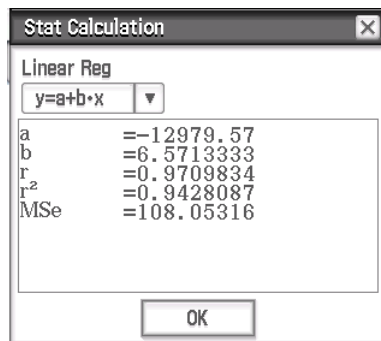 Stat Calculation
Linear Reg
y=a+b•x
a =-12979.57
b =6.5713333
r =0.9709834
r² =0.9428087
MSe =108.05316
OK